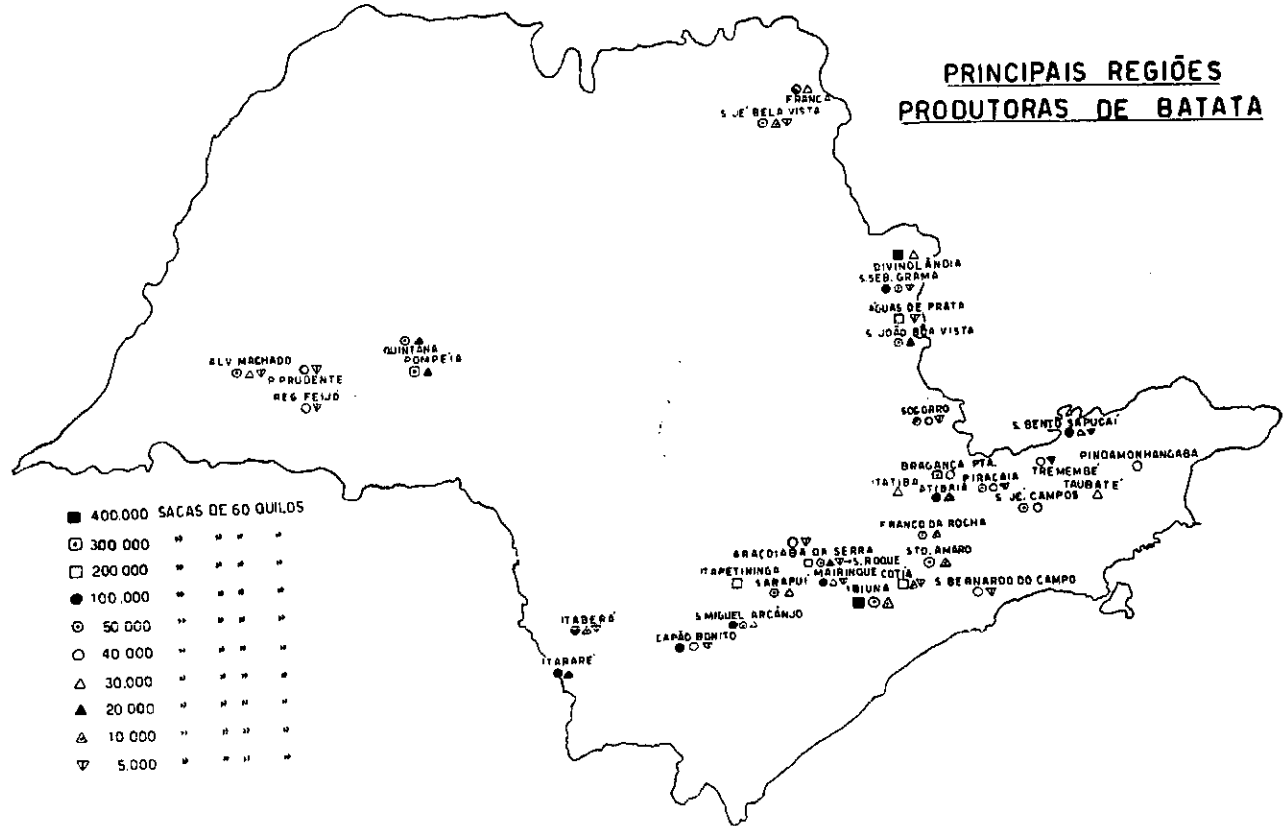 PRINCIPAIS REGIÕES
PRODUTORAS DE BATATA
FRANCA
S. JÉ BELA VISTA
DIVINOLÂNDIA
S.SEB. GRAMA
ÁGUAS DE PRATA
S. JOÃO BOA VISTA
QUINTANA
POMPÉIA
ALV. MACHADO
P.PRUDENTE
REG. FEIJÓ
SOCORRO
S. BENTO SAPUCAÍ
TREMEMBÉ
PINDAMONHANGABA
BRAGANÇA PTA.
PIRACAIA
ITATIBA
ATIBAIA
TAUBATÉ
S. JÉ. CAMPOS
FRANCO DA ROCHA
ARAÇOIABA DA SERRA
S. ROQUE
STO. AMARO
ITAPETININGA
MAIRINQUE
COTIA
SARAPUÍ
IBIUNA
S. BERNARDO DO CAMPO
S. MIGUEL ARCÂNJO
ITABERÁ
CAPÃO BONITO
ITARARÉ
400.000 SACAS DE 60 QUILOS
300 000 " " " "
200 000 " " " "
100.000 " " " "
50 000 " " " "
40 000 " " " "
30.000 " " " "
20 000 " " " "
10 000 " " " "
5.000 " " " "